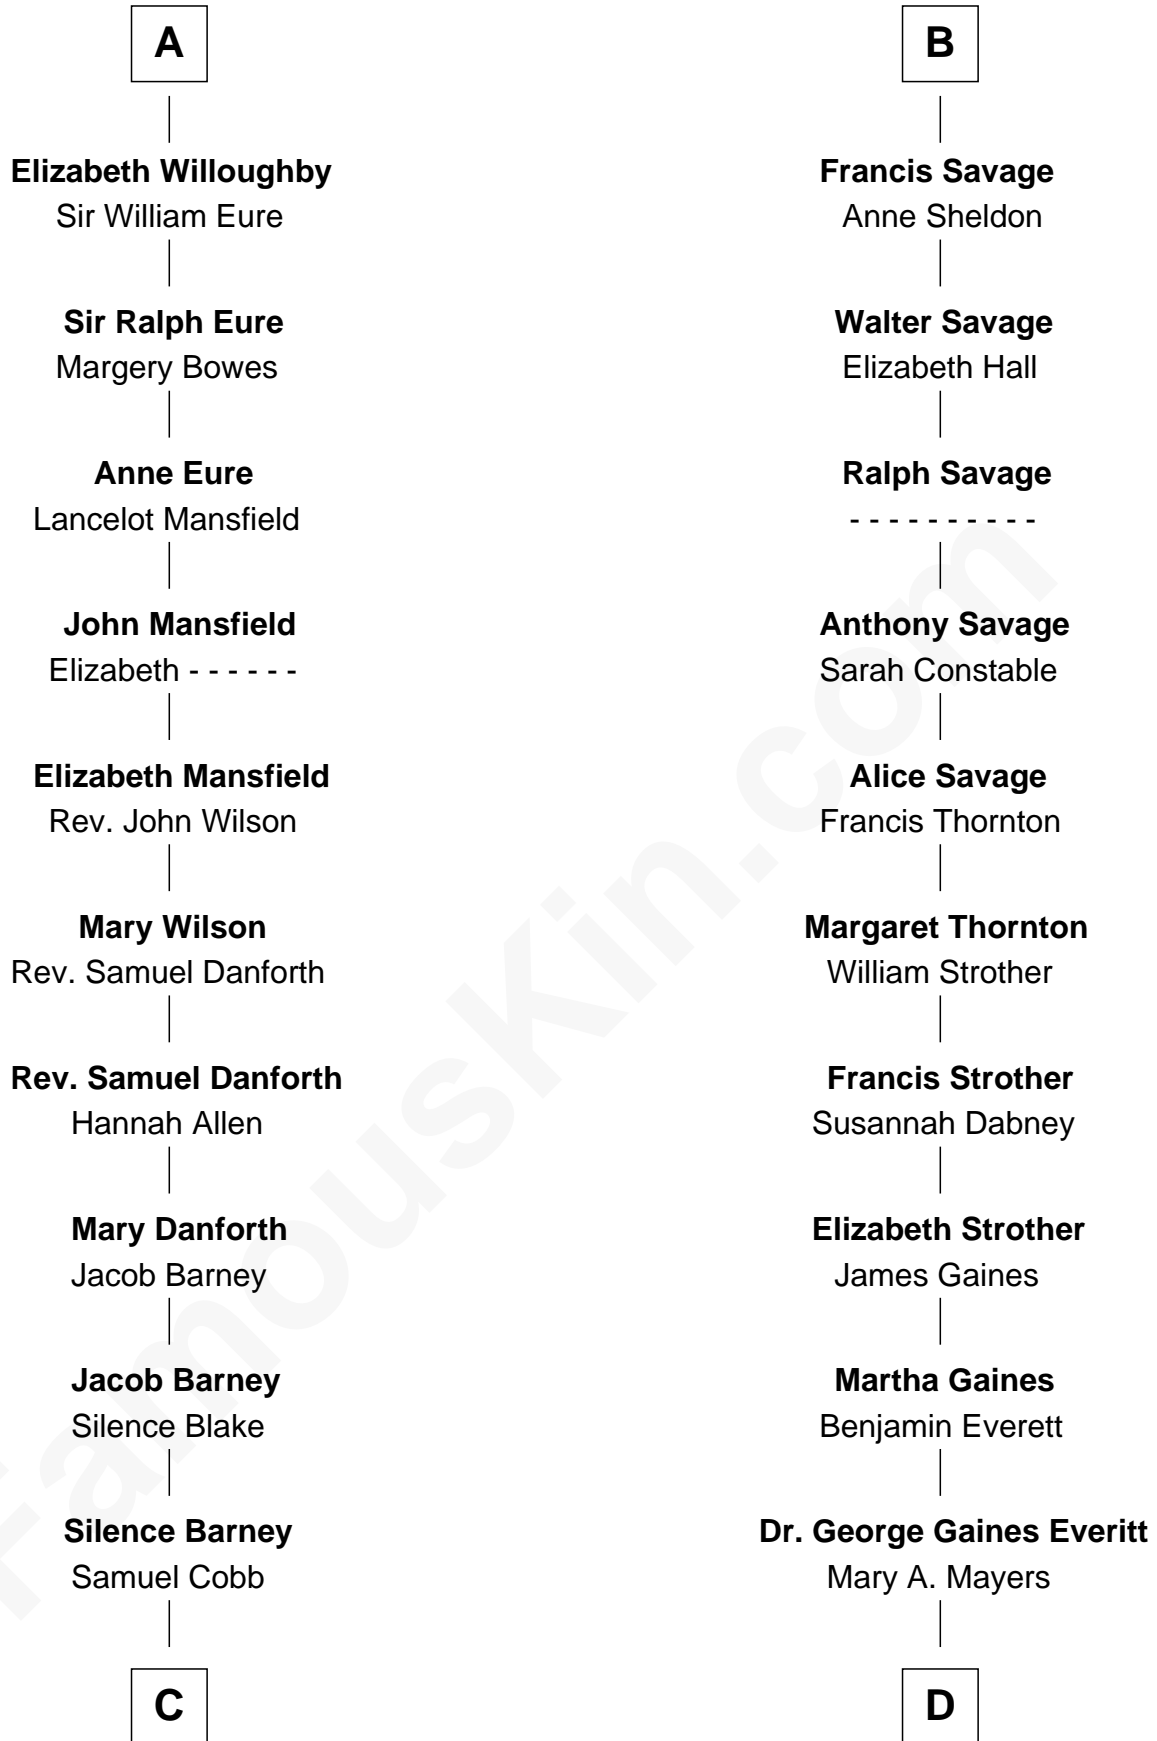 A
Elizabeth Willoughby
Sir William Eure
Sir Ralph Eure
Margery Bowes
Anne Eure
Lancelot Mansfield
John Mansfield
Elizabeth - - - - - -
Elizabeth Mansfield
Rev. John Wilson
Mary Wilson
Rev. Samuel Danforth
Rev. Samuel Danforth
Hannah Allen
Mary Danforth
Jacob Barney
Jacob Barney
Silence Blake
Silence Barney
Samuel Cobb
C
B
Francis Savage
Anne Sheldon
Walter Savage
Elizabeth Hall
Ralph Savage
- - - - - - - - - -
Anthony Savage
Sarah Constable
Alice Savage
Francis Thornton
Margaret Thornton
William Strother
Francis Strother
Susannah Dabney
Elizabeth Strother
James Gaines
Martha Gaines
Benjamin Everett
Dr. George Gaines Everitt
Mary A. Mayers
D
FamousKin.com